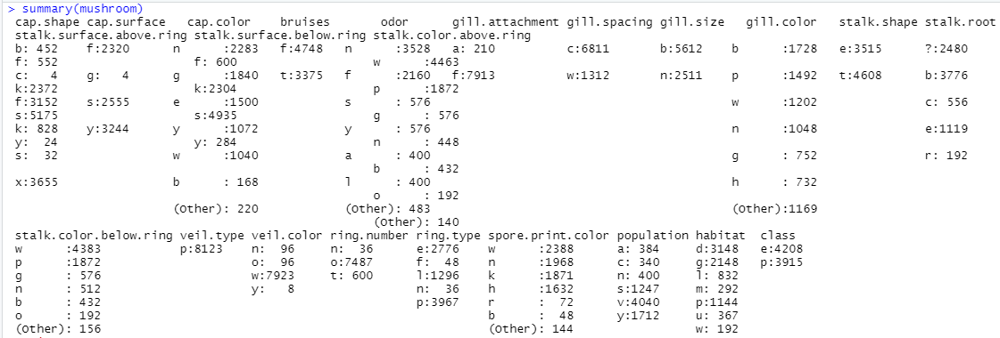 > summary(mushroom)
cap.shape cap.surface cap.color bruises odor gill.attachment gill.spacing gill.size gill.color stalk.shape stalk.root
stalk.surface.above.ring stalk.surface.below.ring stalk.color.above.ring
b: 452 f:2320 n :2283 f:4748 n :3528 a: 210 c:6811 b:5612 b :1728 e:3515 ?:2480
f: 552 f: 600 w :4463
c: 4 g: 4 g :1840 t:3375 f :2160 f:7913 w:1312 n:2511 p :1492 t:4608 b:3776
k:2372 k:2304 p :1872
f:3152 s:2555 e :1500 s : 576 w :1202 c: 556
s:5175 s:4935 g : 576
k: 828 y:3244 y :1072 y : 576 n :1048 e:1119
y: 24 y: 284 n : 448
s: 32 w :1040 a : 400 g : 752 r: 192
b : 432
x:3655 b : 168 l : 400 h : 732
o : 192
(Other): 220 (Other): 483 (Other):1169
(Other): 140
stalk.color.below.ring veil.type veil.color ring.number ring.type spore.print.color population habitat class
w :4383 p:8123 n: 96 n: 36 e:2776 w :2388 a: 384 d:3148 e:4208
p :1872 o: 96 o:7487 f: 48 n :1968 c: 340 g:2148 p:3915
g : 576 w:7923 t: 600 l:1296 k :1871 n: 400 l: 832
n : 512 y: 8 n: 36 h :1632 s:1247 m: 292
b : 432 p:3967 r : 72 v:4040 p:1144
o : 192 b : 48 y:1712 u: 367
(Other): 156 (Other): 144 w: 192